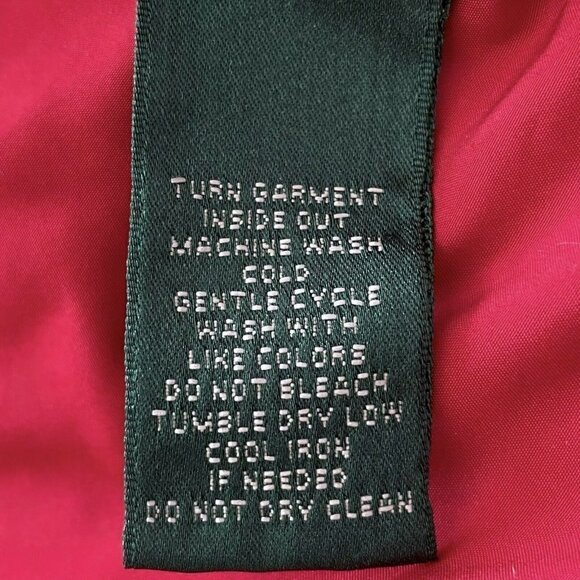 TURN GARMENT
INSIDE OUT
MACHINE WASH
COLD
GENTLE CYCLE
WASH WITH
LIKE COLORS
DO NOT BLEACH
TUMBLE DRY LOW
COOL IRON
IF NEEDED
DO NOT DRY CLEAN